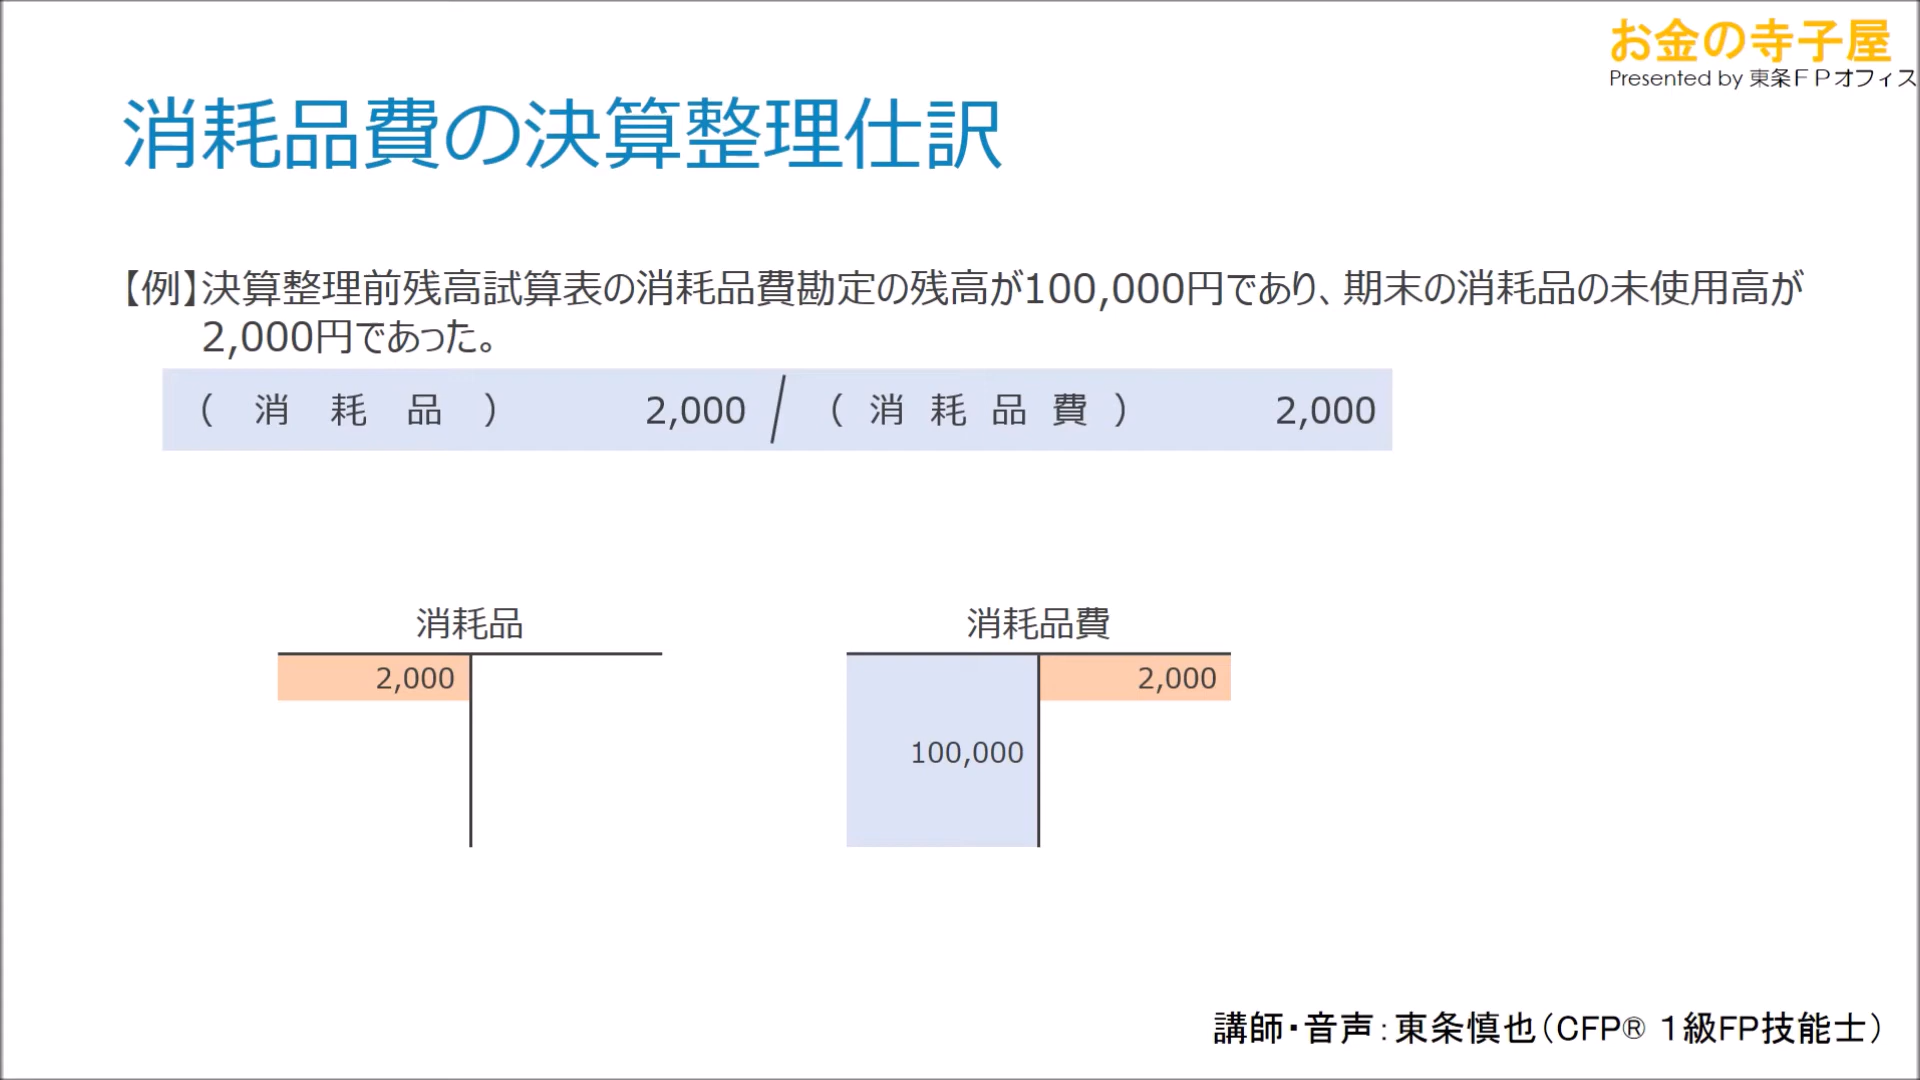 お金の寺子屋
Presented by 東条ＦＰオフィス
消耗品費の決算整理仕訳
【例】決算整理前残高試算表の消耗品費勘定の残高が100,000円であり、期末の消耗品の未使用高が
2,000円であった。
（ 消 耗 品 ） 2,000 / （ 消 耗 品 費 ） 2,000
消耗品 消耗品費
2,000 2,000
100,000
講師・音声：東条慎也（CFP® １級FP技能士）